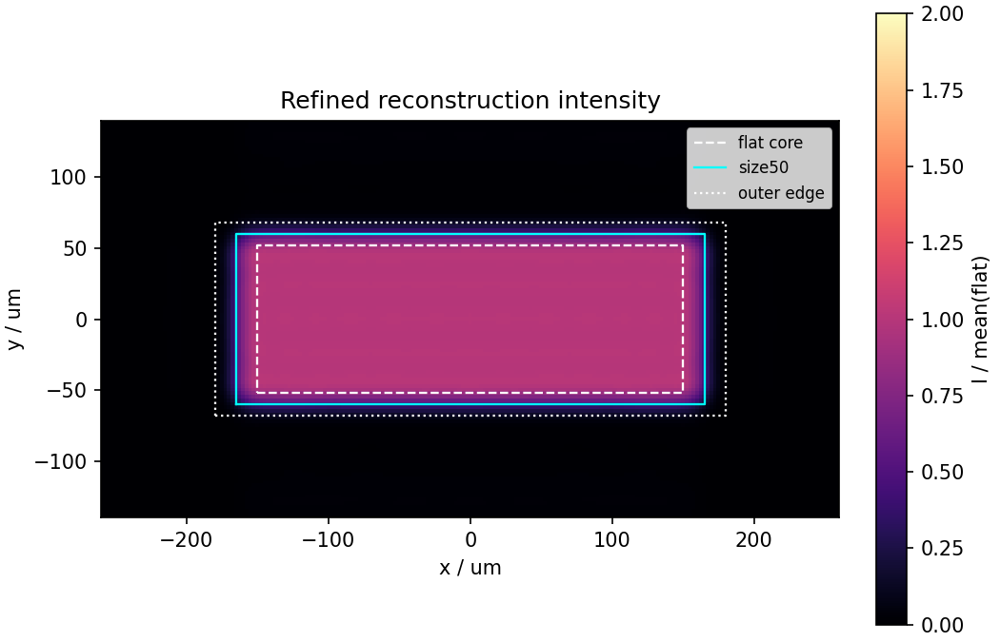 Refined reconstruction intensity
flat core
size50
outer edge
100
50
0
−50
−100
y / um
−200
−100
0
100
200
x / um
2.00
1.75
1.50
1.25
1.00
0.75
0.50
0.25
0.00
I / mean(flat)